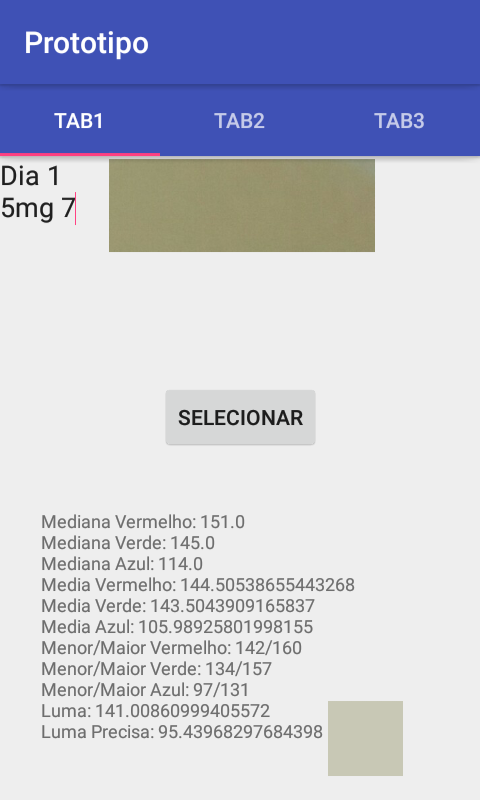 Prototipo
TAB1 TAB2 TAB3
Dia 1
5mg 7
SELECIONAR
Mediana Vermelho: 151.0
Mediana Verde: 145.0
Mediana Azul: 114.0
Media Vermelho: 144.50538655443268
Media Verde: 143.5043909165837
Media Azul: 105.98925801998155
Menor/Maior Vermelho: 142/160
Menor/Maior Verde: 134/157
Menor/Maior Azul: 97/131
Luma: 141.00860999405572
Luma Precisa: 95.43968297684398